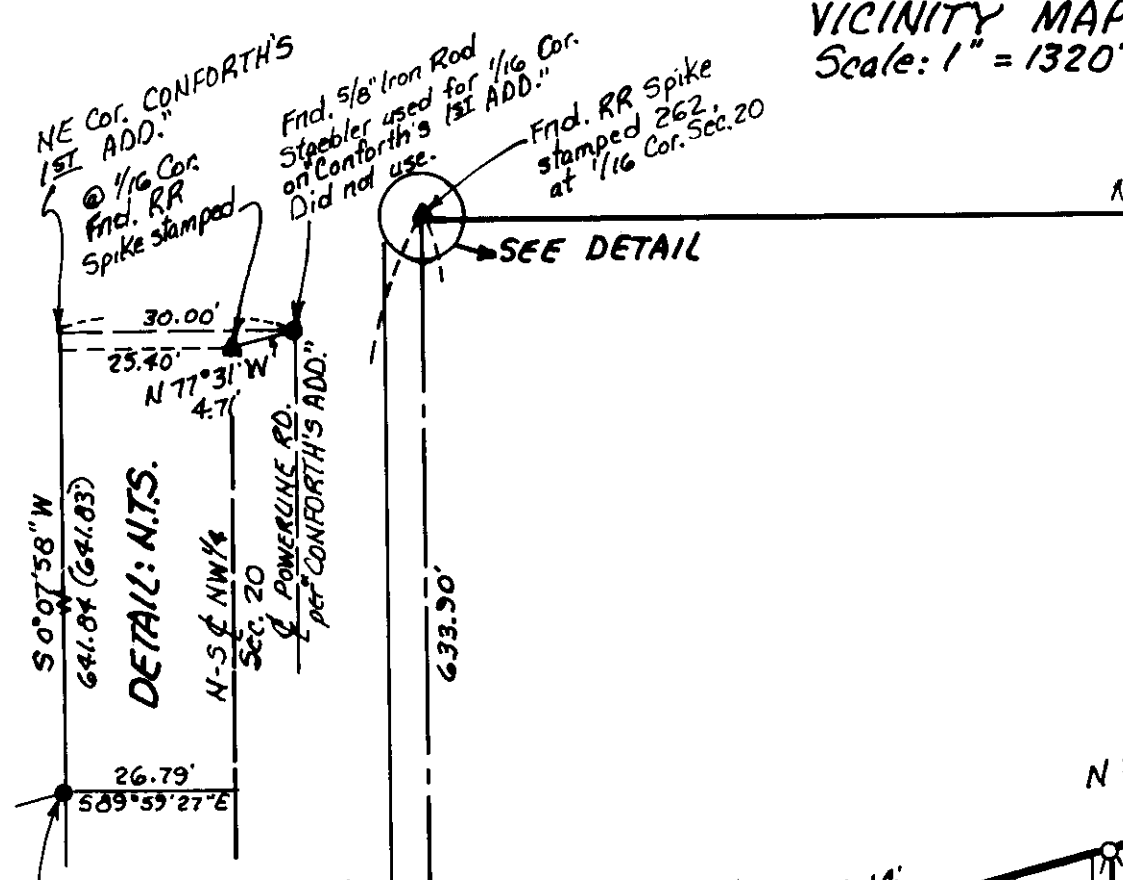 VICINITY MAP
Scale: 1" = 1320'
NE Cor. CONFORTH'S
1ST ADD."
@ 1/16 Cor.
Fnd. RR
Spike stamped
Fnd. 5/8" Iron Rod
Staebler used for 1/16 Cor.
on "Conforth's 1ST ADD."
Did not use.
Fnd. RR Spike
stamped 262,
at 1/16 Cor. Sec. 20
SEE DETAIL
30.00'
25.40'
N 77°31' W
4.71'
S 0°07'58" W
641.84 (641.83)
DETAIL: N.T.S.
N-S ℄ NW 1/4
Sec. 20
℄ POWERLINE RD.
per "CONFORTH'S ADD."
633.90'
26.79'
S89°59'27"E
N